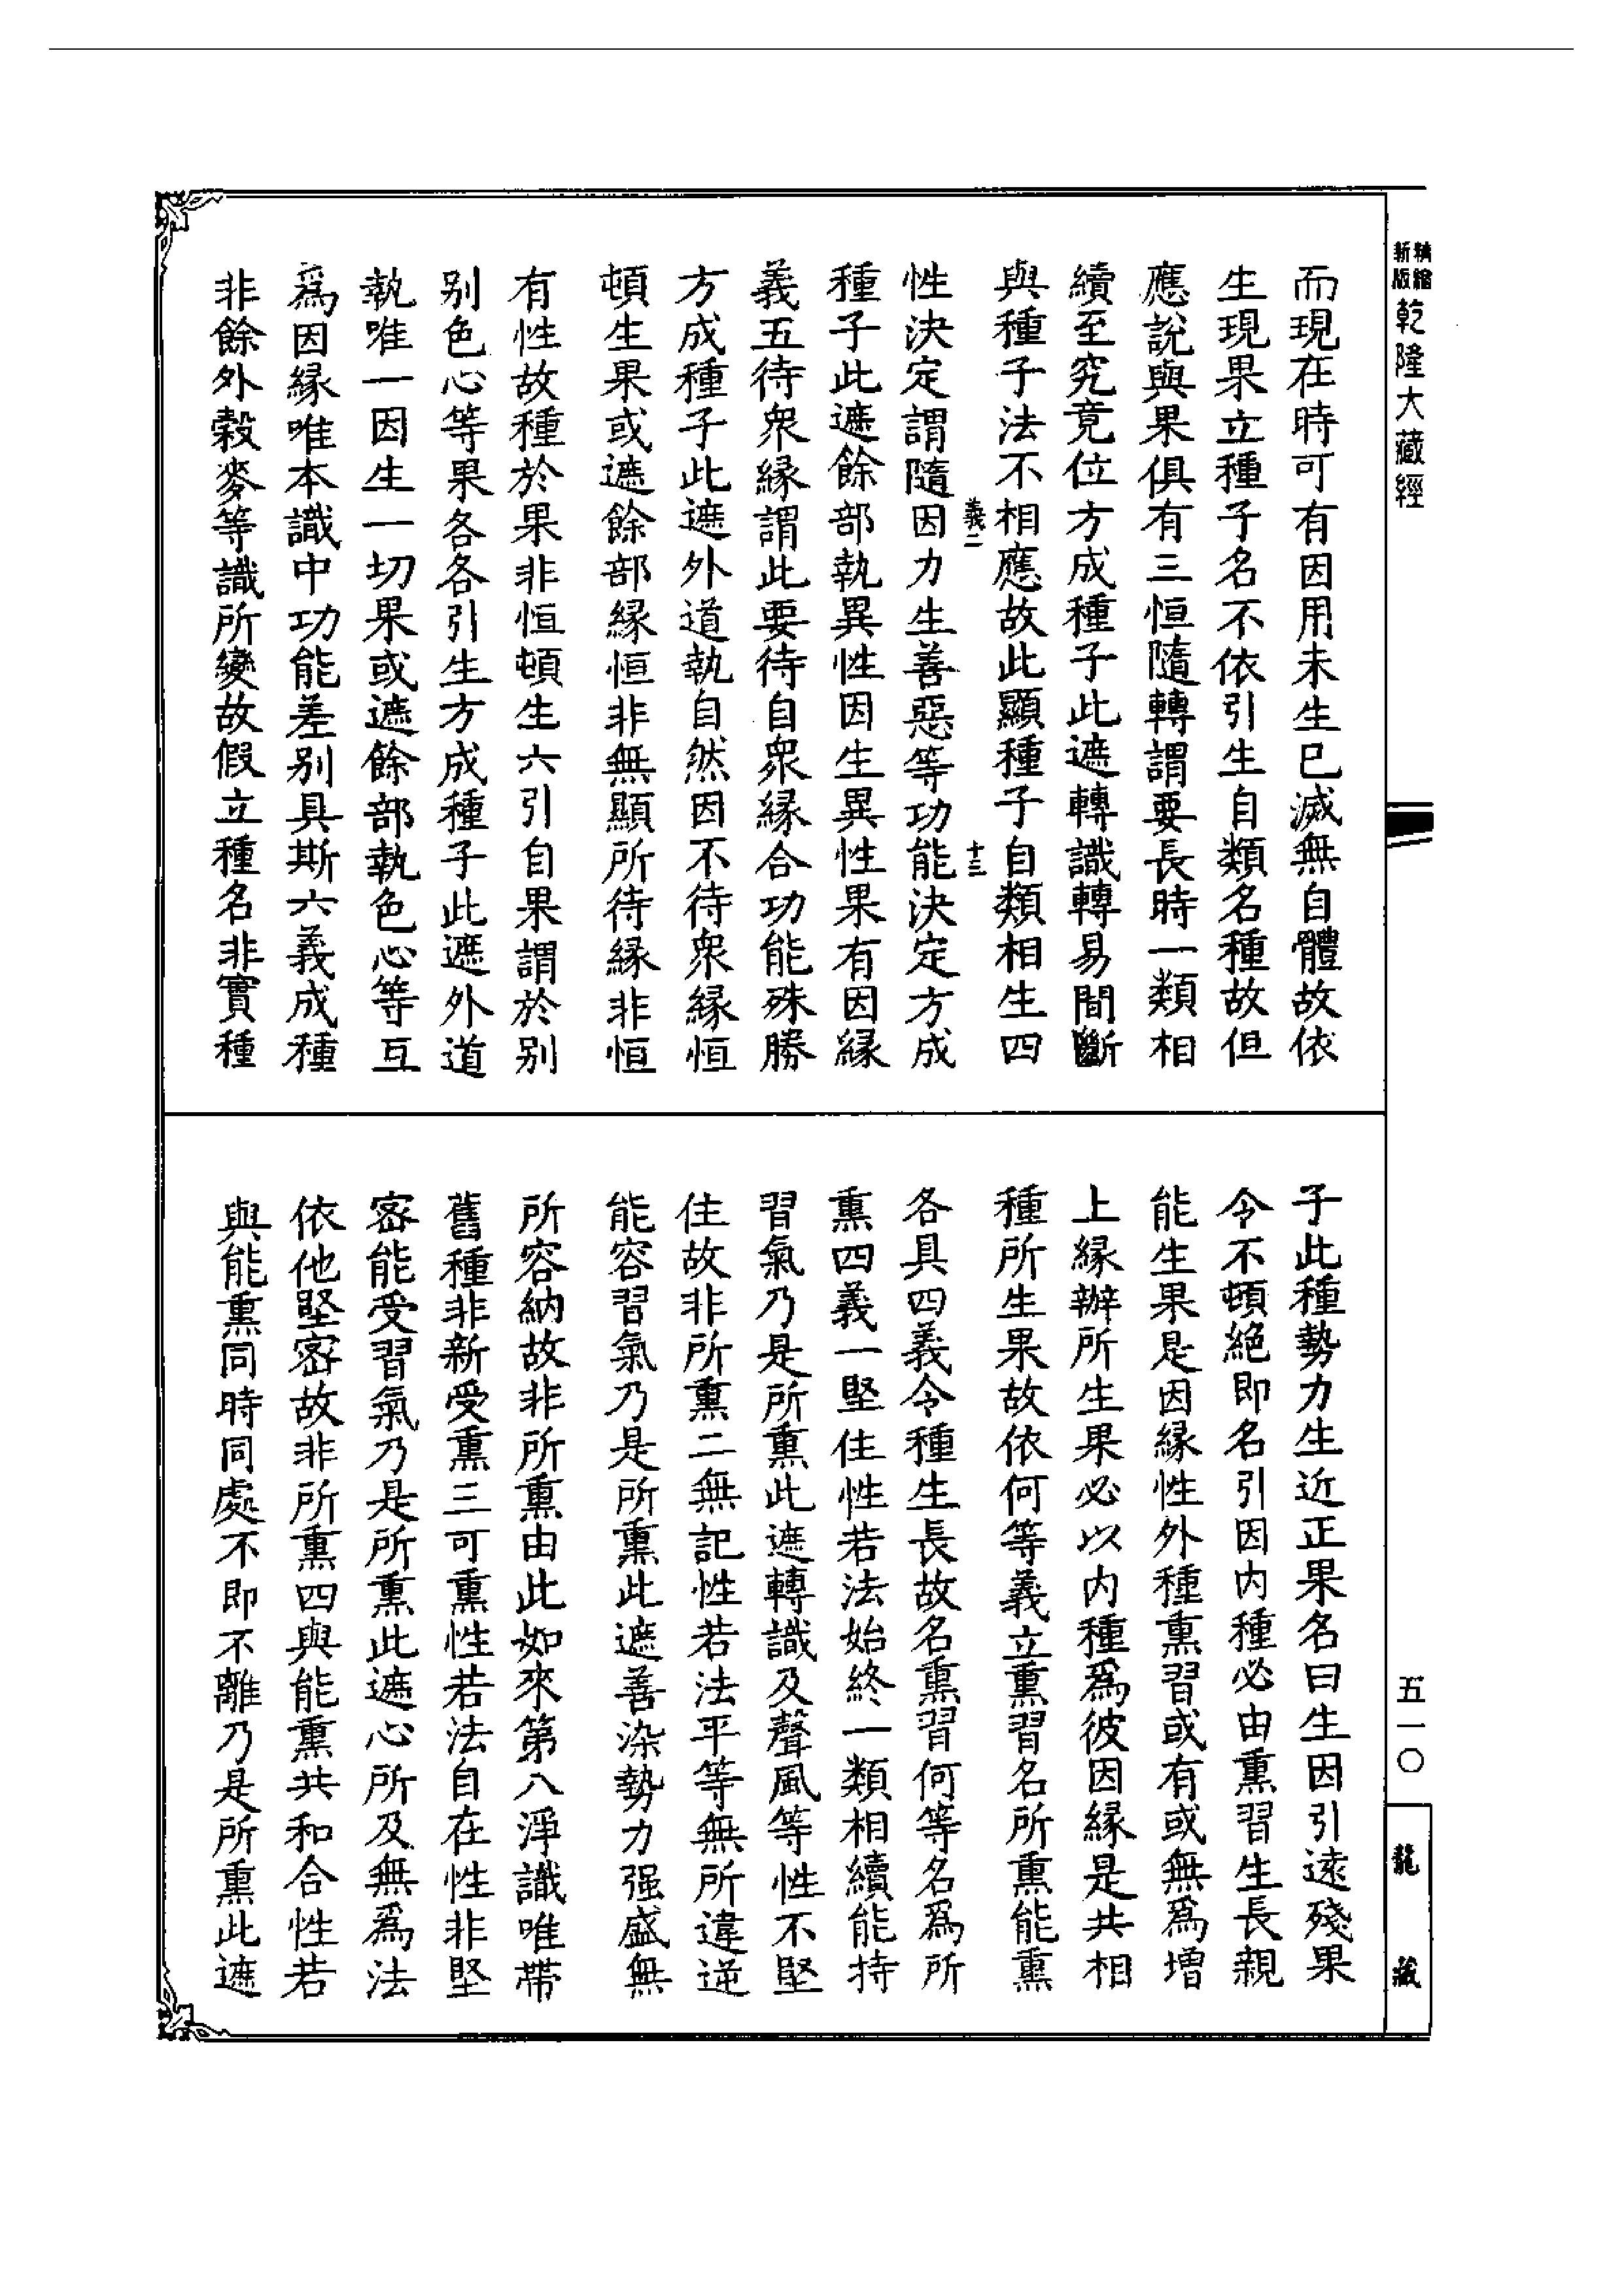 精縮
新版
乾隆大藏經
五一〇
龍藏
而現在時可有因用未生已滅無自體故依
生現果立種子名不依引生自類名種故但
應說與果俱有三恒隨轉謂要長時一類相
續至究竟位方成種子此遮轉識轉易間斷
與種子法不相應故此顯種子自類相生四
義二
十三
性決定謂隨因力生善惡等功能決定方成
種子此遮餘部執異性因生異性果有因緣
義五待衆緣謂此要待自衆緣合功能殊勝
方成種子此遮外道執自然因不待衆緣恒
頓生果或遮餘部緣恒非無顯所待緣非恒
有性故種於果非恒頓生六引自果謂於別
别色心等果各各引生方成種子此遮外道
執唯一因生一切果或遮餘部執色心等互
爲因緣唯本識中功能差别具斯六義成種
非餘外穀麥等識所變故假立種名非實種
子此種勢力生近正果名曰生因引遠殘果
令不頓絕即名引因內種必由熏習生長親
能生果是因緣性外種熏習或有或無爲增
上緣辦所生果必以內種爲彼因緣是共相
種所生果故依何等義立熏習名所熏能熏
各具四義令種生長故名熏習何等名爲所
熏四義一堅住性若法始終一類相續能持
習氣乃是所熏此遮轉識及聲風等性不堅
住故非所熏二無記性若法平等無所違逆
能容習氣乃是所熏此遮善染勢力强盛無
所容納故非所熏由此如來第八淨識唯帶
舊種非新受熏三可熏性若法自在性非堅
密能受習氣乃是所熏此遮心所及無爲法
依他堅密故非所熏四與能熏共和合性若
與能熏同時同處不即不離乃是所熏此遮